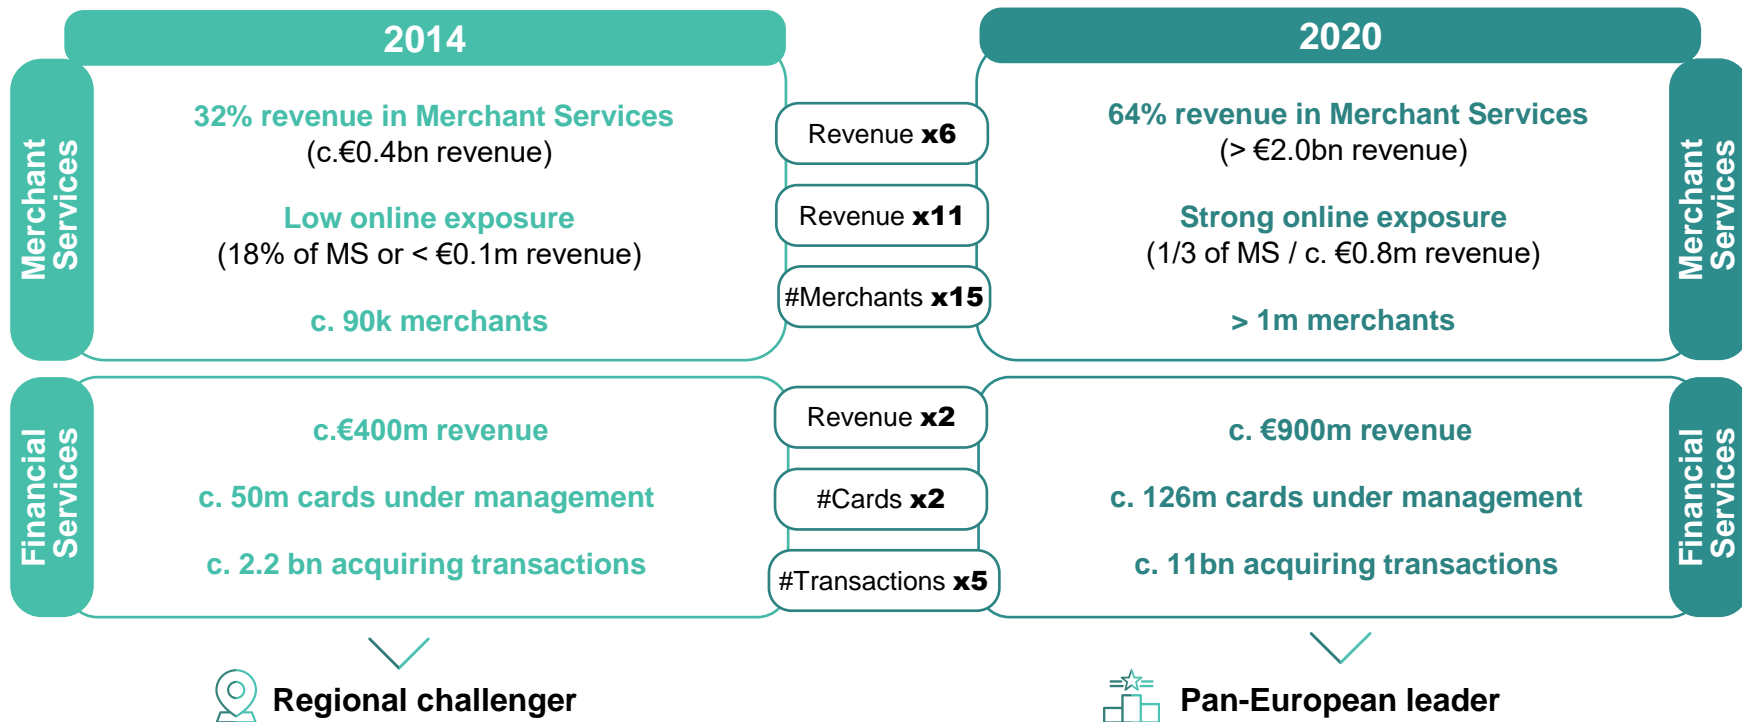 2014
2020
Merchant
Services
32% revenue in Merchant Services
(c.€0.4bn revenue)
Low online exposure
(18% of MS or < €0.1m revenue)
c. 90k merchants
Revenue x6
Revenue x11
#Merchants x15
64% revenue in Merchant Services
(> €2.0bn revenue)
Strong online exposure
(1/3 of MS / c. €0.8m revenue)
> 1m merchants
Merchant
Services
Financial
Services
c.€400m revenue
c. 50m cards under management
c. 2.2 bn acquiring transactions
Revenue x2
#Cards x2
#Transactions x5
c. €900m revenue
c. 126m cards under management
c. 11bn acquiring transactions
Financial
Services
Regional challenger
Pan-European leader